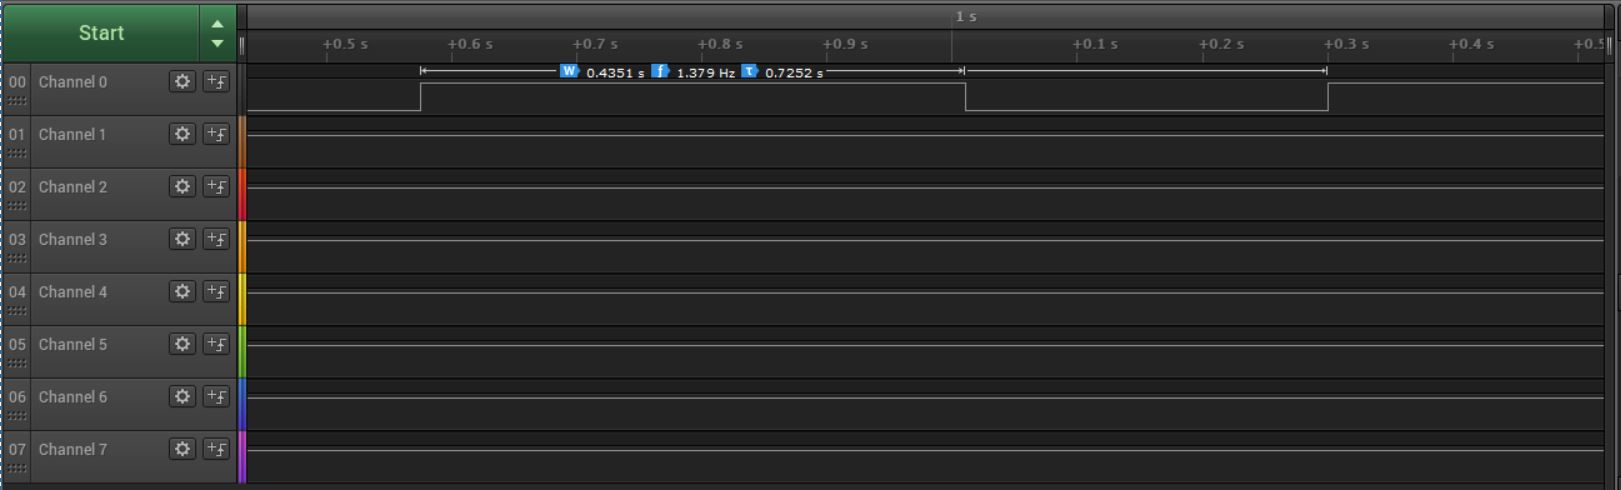 Start
1 s
+0.5 s +0.6 s +0.7 s +0.8 s +0.9 s +0.1 s +0.2 s +0.3 s +0.4 s +0.5
W 0.4351 s f 1.379 Hz τ 0.7252 s
00 Channel 0
01 Channel 1
02 Channel 2
03 Channel 3
04 Channel 4
05 Channel 5
06 Channel 6
07 Channel 7